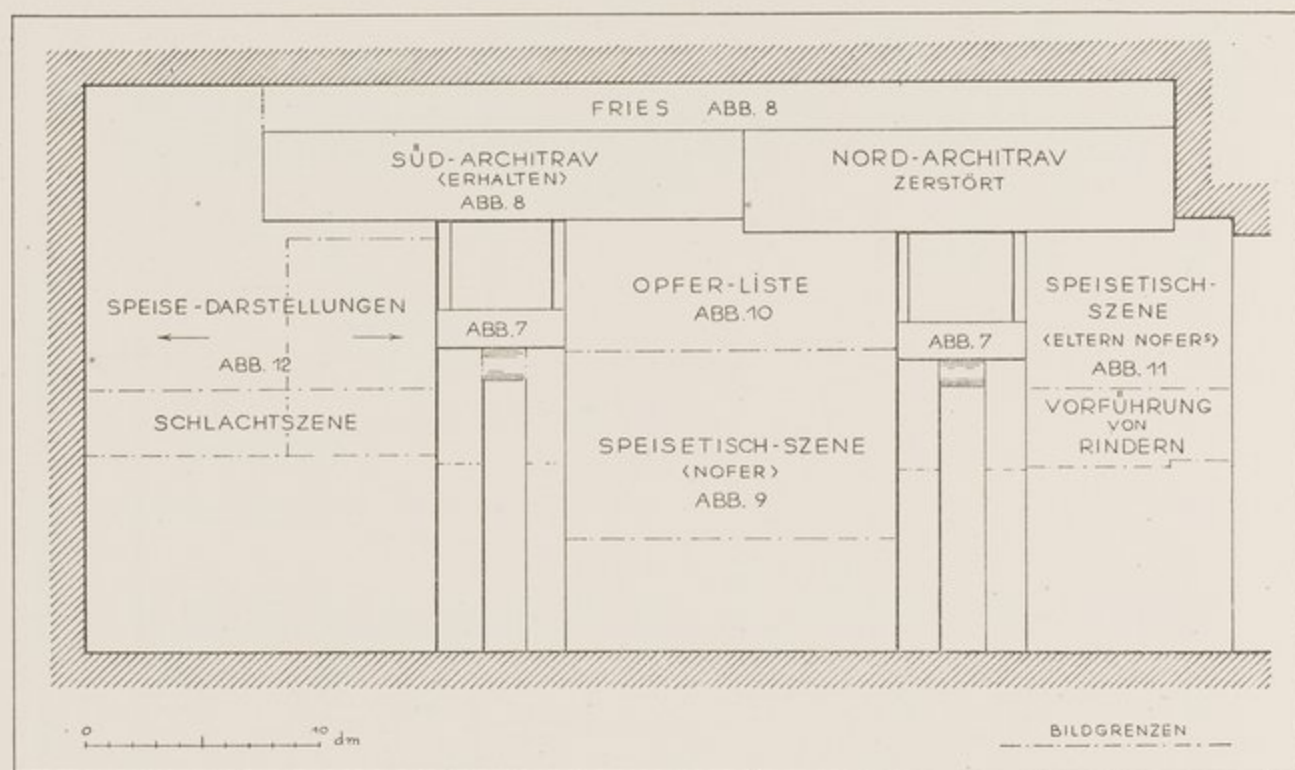 FRIES ABB. 8
SÜD-ARCHITRAV
<ERHALTEN>
ABB. 8
NORD-ARCHITRAV
ZERSTÖRT
SPEISE-DARSTELLUNGEN
ABB. 12
SCHLACHTSZENE
ABB. 7
OPFER-LISTE
ABB. 10
SPEISETISCH-SZENE
<NOFER>
ABB. 9
ABB. 7
SPEISETISCH-
SZENE
<ELTERN NOFERS>
ABB. 11
VORFÜHRUNG
VON
RINDERN
0 10 dm
BILDGRENZEN